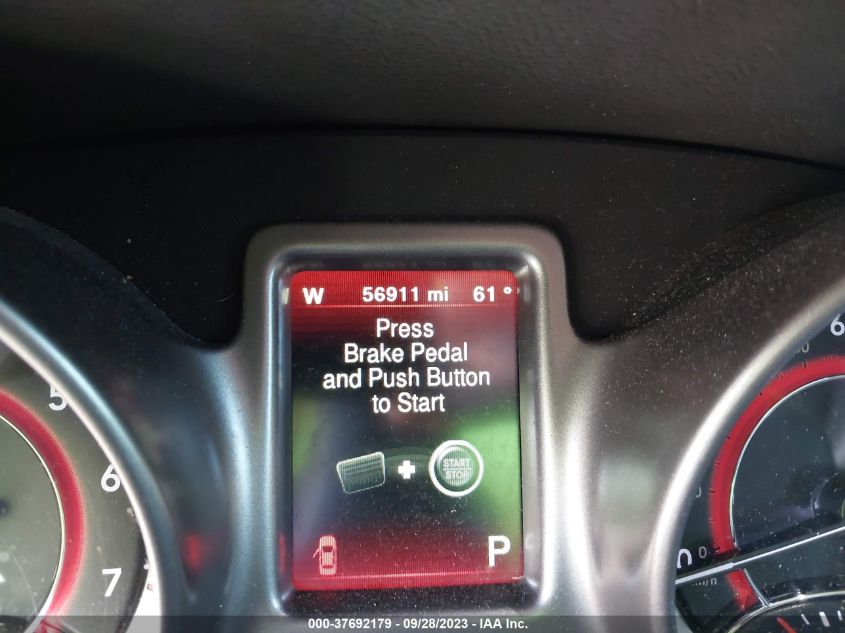 W 56911 mi 61°
Press
Brake Pedal
and Push Button
to Start
START
STOP
P
5
6
7
6
0
000-37692179 - 09/28/2023 - IAA Inc.